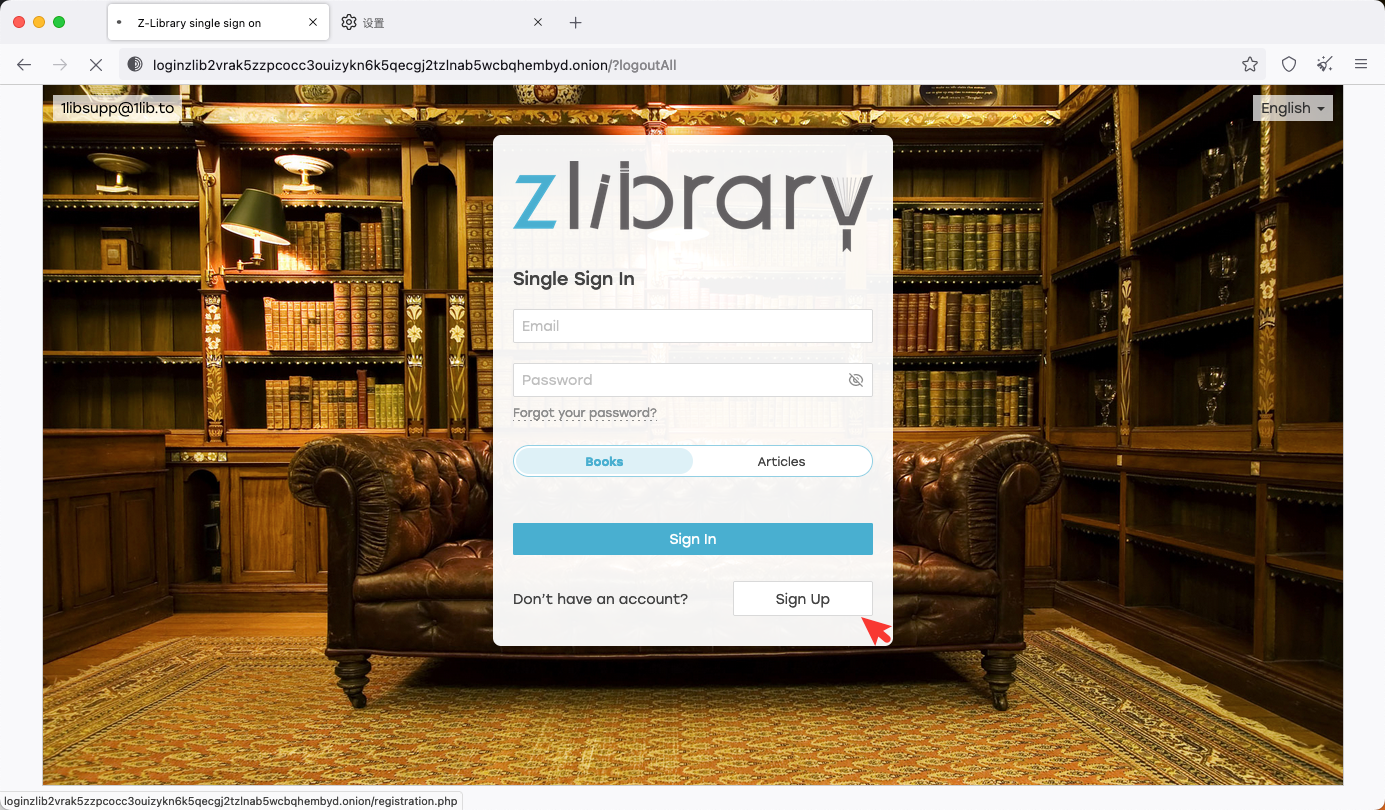 Z-Library single sign on
设置
loginzlib2vrak5zzpcocc3ouizykn6k5qecgj2tzlnab5wcbqhembyd.onion/?logoutAll
1libsupp@1lib.to
English
zlibrary
Single Sign In
Email
Password
Forgot your password?
Books
Articles
Sign In
Don't have an account?
Sign Up
loginzlib2vrak5zzpcocc3ouizykn6k5qecgj2tzlnab5wcbqhembyd.onion/registration.php